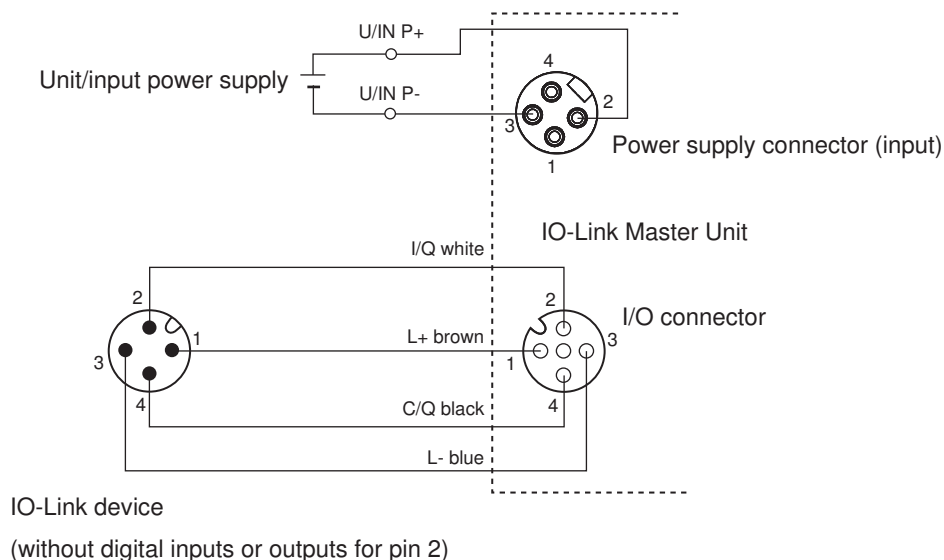 U/IN P+
Unit/input power supply
U/IN P-
4
2
3
1
Power supply connector (input)
IO-Link Master Unit
I/Q white
2
2
I/O connector
1
L+ brown
3
3
1
4
C/Q black
4
L- blue
IO-Link device
(without digital inputs or outputs for pin 2)